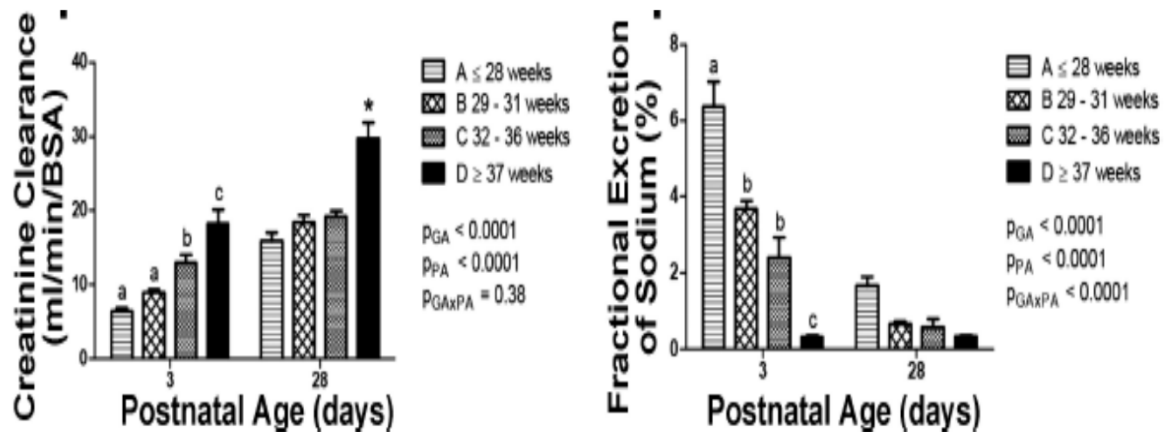 Creatinine Clearance
(ml/min/BSA)
40
30
20
10
0
a
a
b
c
*
3
28
Postnatal Age (days)
A ≤ 28 weeks
B 29 - 31 weeks
C 32 - 36 weeks
D ≥ 37 weeks
pGA < 0.0001
pPA < 0.0001
pGAxPA = 0.38
Fractional Excretion
of Sodium (%)
8
6
4
2
0
a
b
b
c
3
28
Postnatal Age (days)
A ≤ 28 weeks
B 29 - 31 weeks
C 32 - 36 weeks
D ≥ 37 weeks
pGA < 0.0001
pPA < 0.0001
pGAxPA < 0.0001